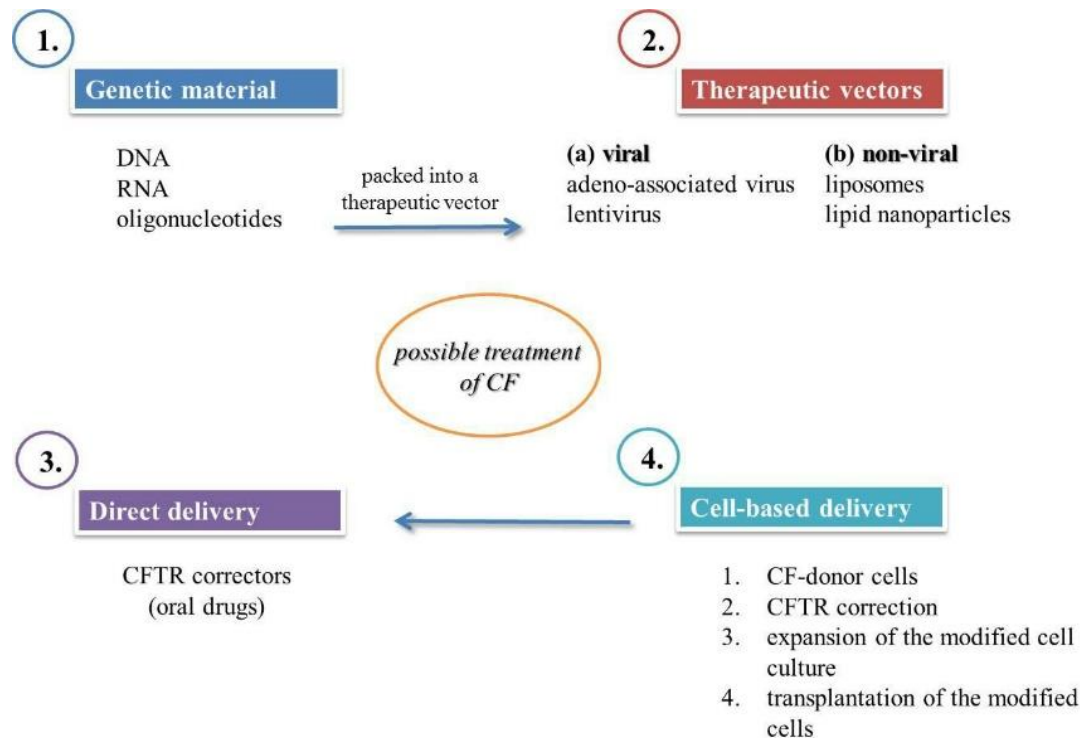 1.
Genetic material
DNA
RNA
oligonucleotides
packed into a
therapeutic vector
2.
Therapeutic vectors
(a) viral
adeno-associated virus
lentivirus
(b) non-viral
liposomes
lipid nanoparticles
possible treatment
of CF
3.
Direct delivery
CFTR correctors
(oral drugs)
4.
Cell-based delivery
1. CF-donor cells
2. CFTR correction
3. expansion of the modified cell
culture
4. transplantation of the modified
cells